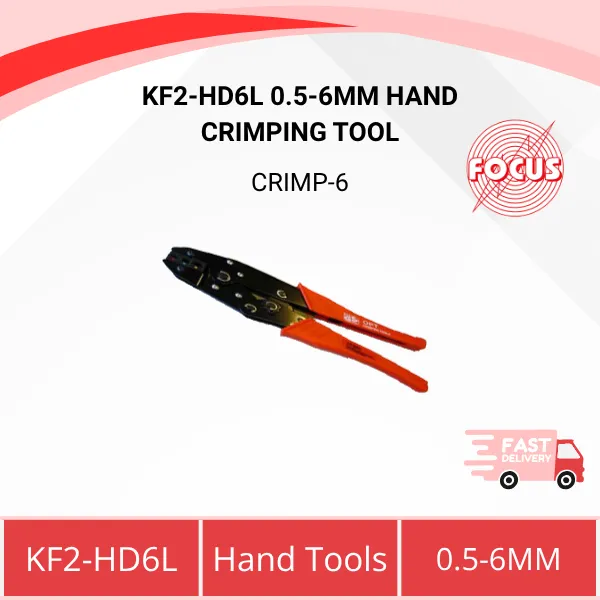 KF2-HD6L 0.5-6MM HAND
CRIMPING TOOL
CRIMP-6
FOCUS
FAST
DELIVERY
KF2-HD6L
Hand Tools
0.5-6MM